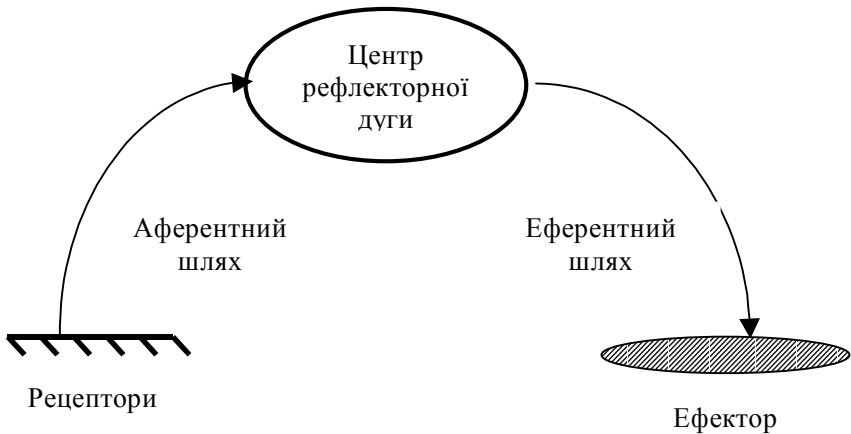 Центр
рефлекторної
дуги
Аферентний
шлях
Еферентний
шлях
Рецептори
Ефектор